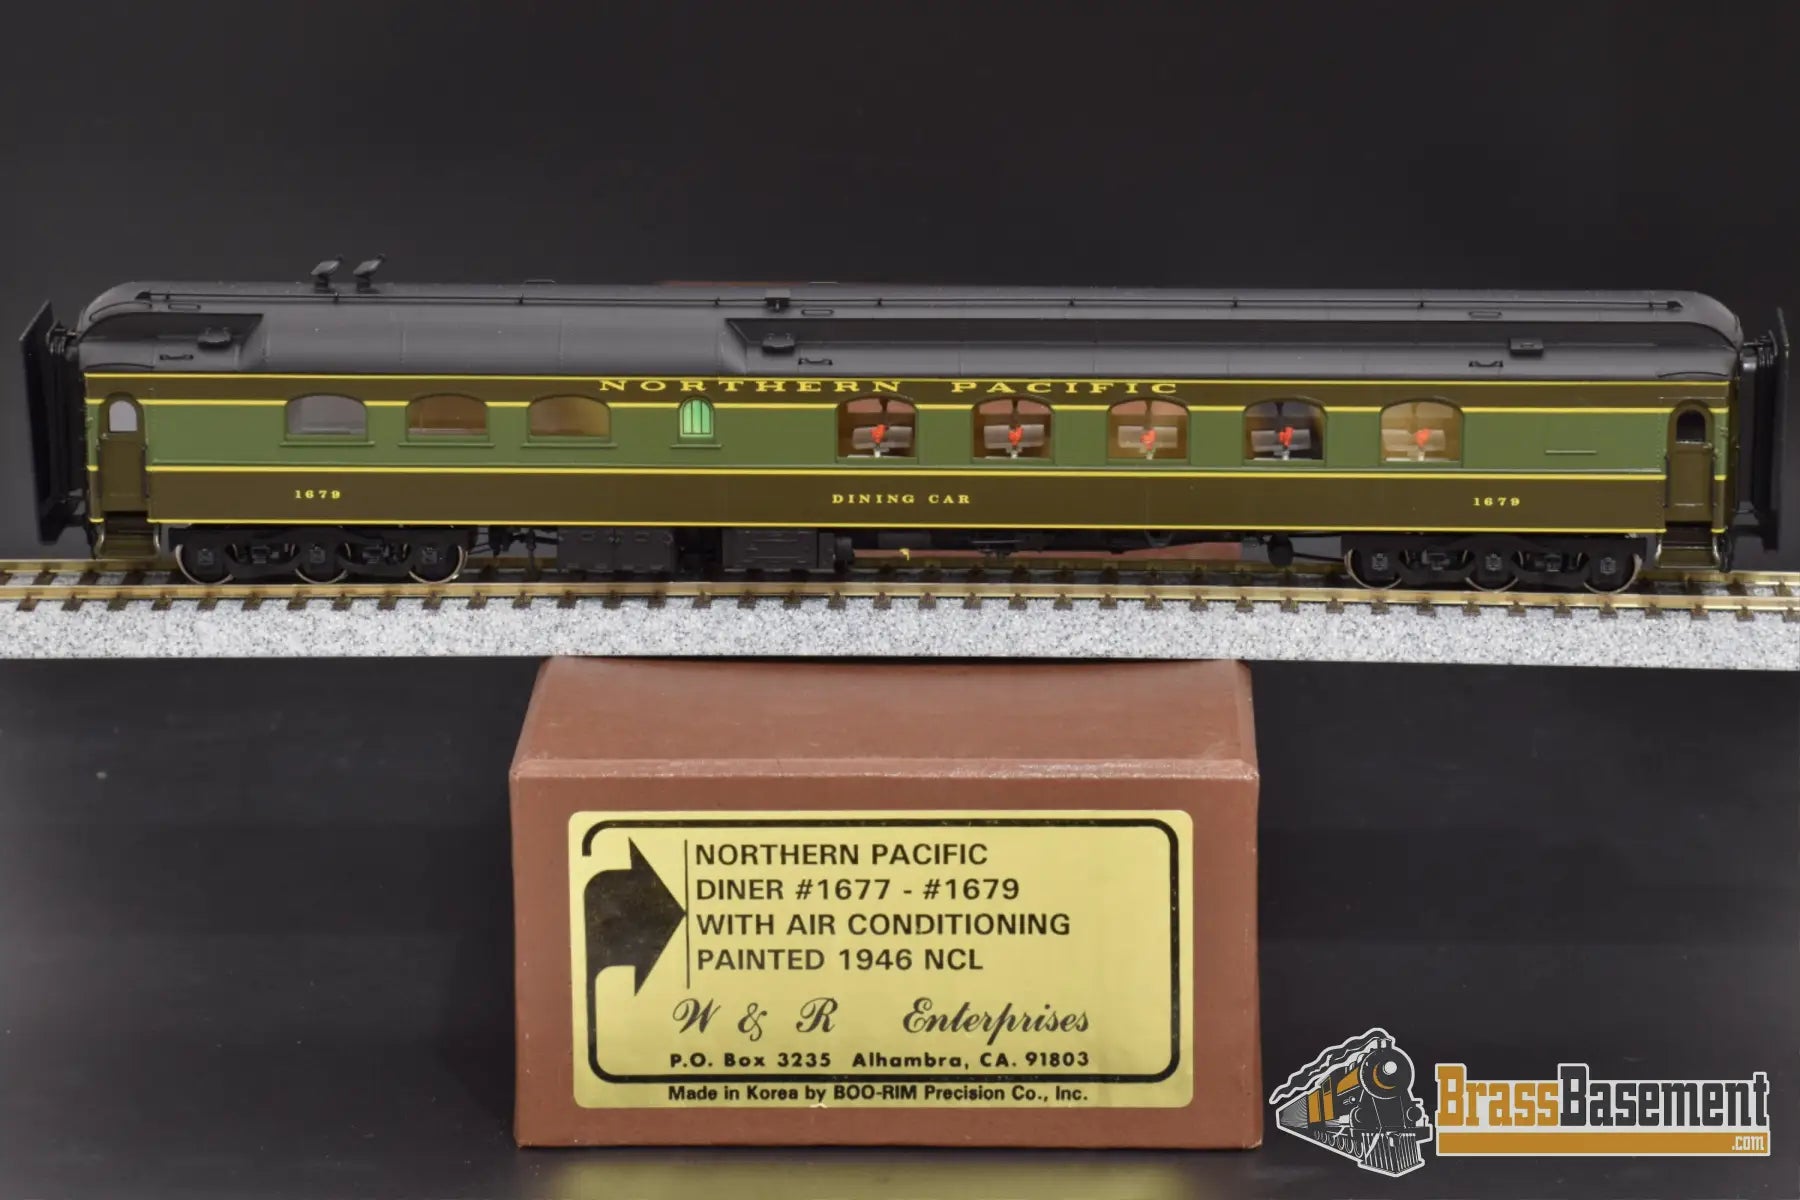 NORTHERN PACIFIC
1679
DINING CAR
1679
NORTHERN PACIFIC
DINER #1677 - #1679
WITH AIR CONDITIONING
PAINTED 1946 NCL
W & R Enterprises
P.O. Box 3235 Alhambra, CA. 91803
Made in Korea by BOO-RIM Precision Co., Inc.
BrassBasement
.com